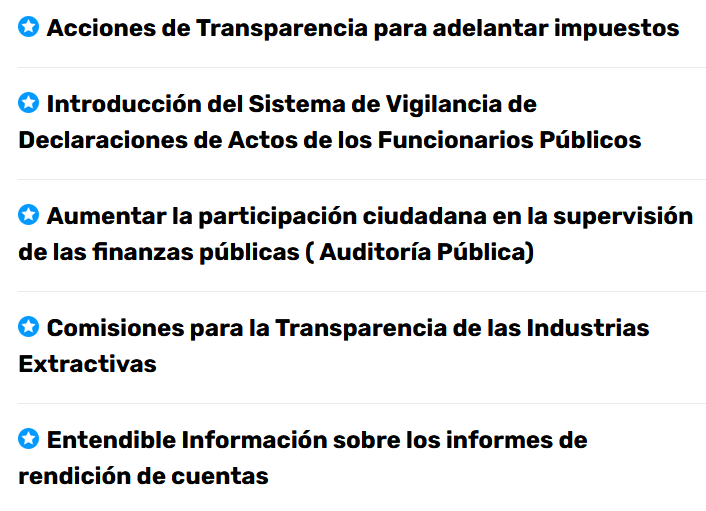 Acciones de Transparencia para adelantar impuestos
Introducción del Sistema de Vigilancia de
Declaraciones de Actos de los Funcionarios Públicos
Aumentar la participación ciudadana en la supervisión
de las finanzas públicas ( Auditoría Pública)
Comisiones para la Transparencia de las Industrias
Extractivas
Entendible Información sobre los informes de
rendición de cuentas